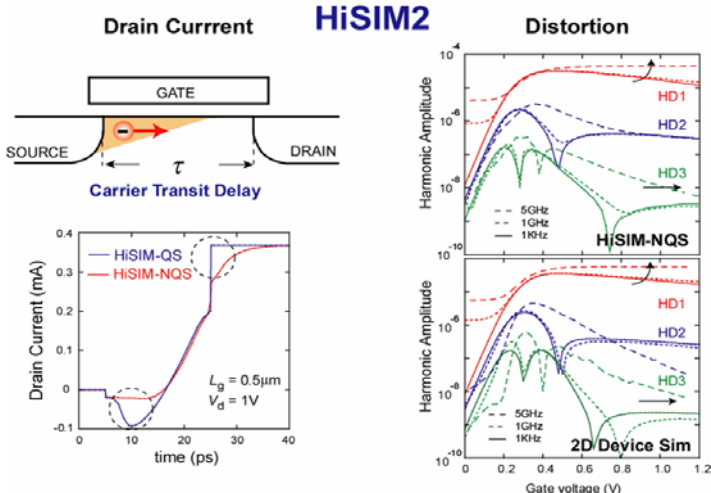 HiSIM2
Drain Currrent
GATE
SOURCE
τ
DRAIN
Carrier Transit Delay
HiSIM-QS
HiSIM-NQS
Drain Current (mA)
0.4
0.3
0.2
0
-0.1
Lg = 0.5μm
Vd = 1V
0
10
20
30
40
time (ps)
Distortion
Harmonic Amplitude
10-4
10-6
10-8
10-10
HD1
HD2
HD3
5GHz
1GHz
1KHz
HiSIM-NQS
Harmonic Amplitude
10-6
10-8
10-10
HD1
HD2
HD3
5GHz
1GHz
1KHz
2D Device Sim
0
0.2
0.4
0.6
0.8
1.0
1.2
Gate voltage (V)